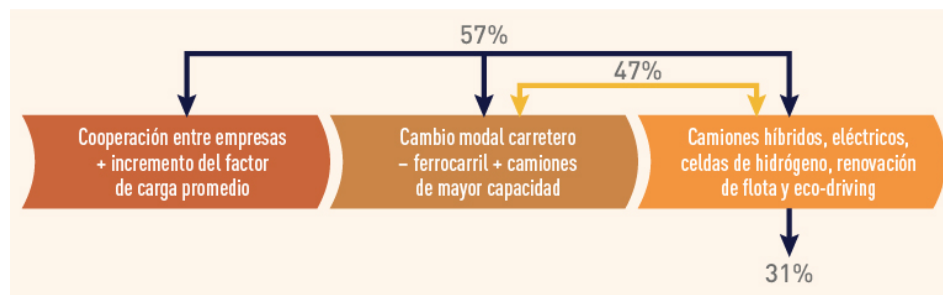 57%
47%
Cooperación entre empresas
+ incremento del factor
de carga promedio
Cambio modal carretero
– ferrocarril + camiones
de mayor capacidad
Camiones híbridos, eléctricos,
celdas de hidrógeno, renovación
de flota y eco-driving
31%